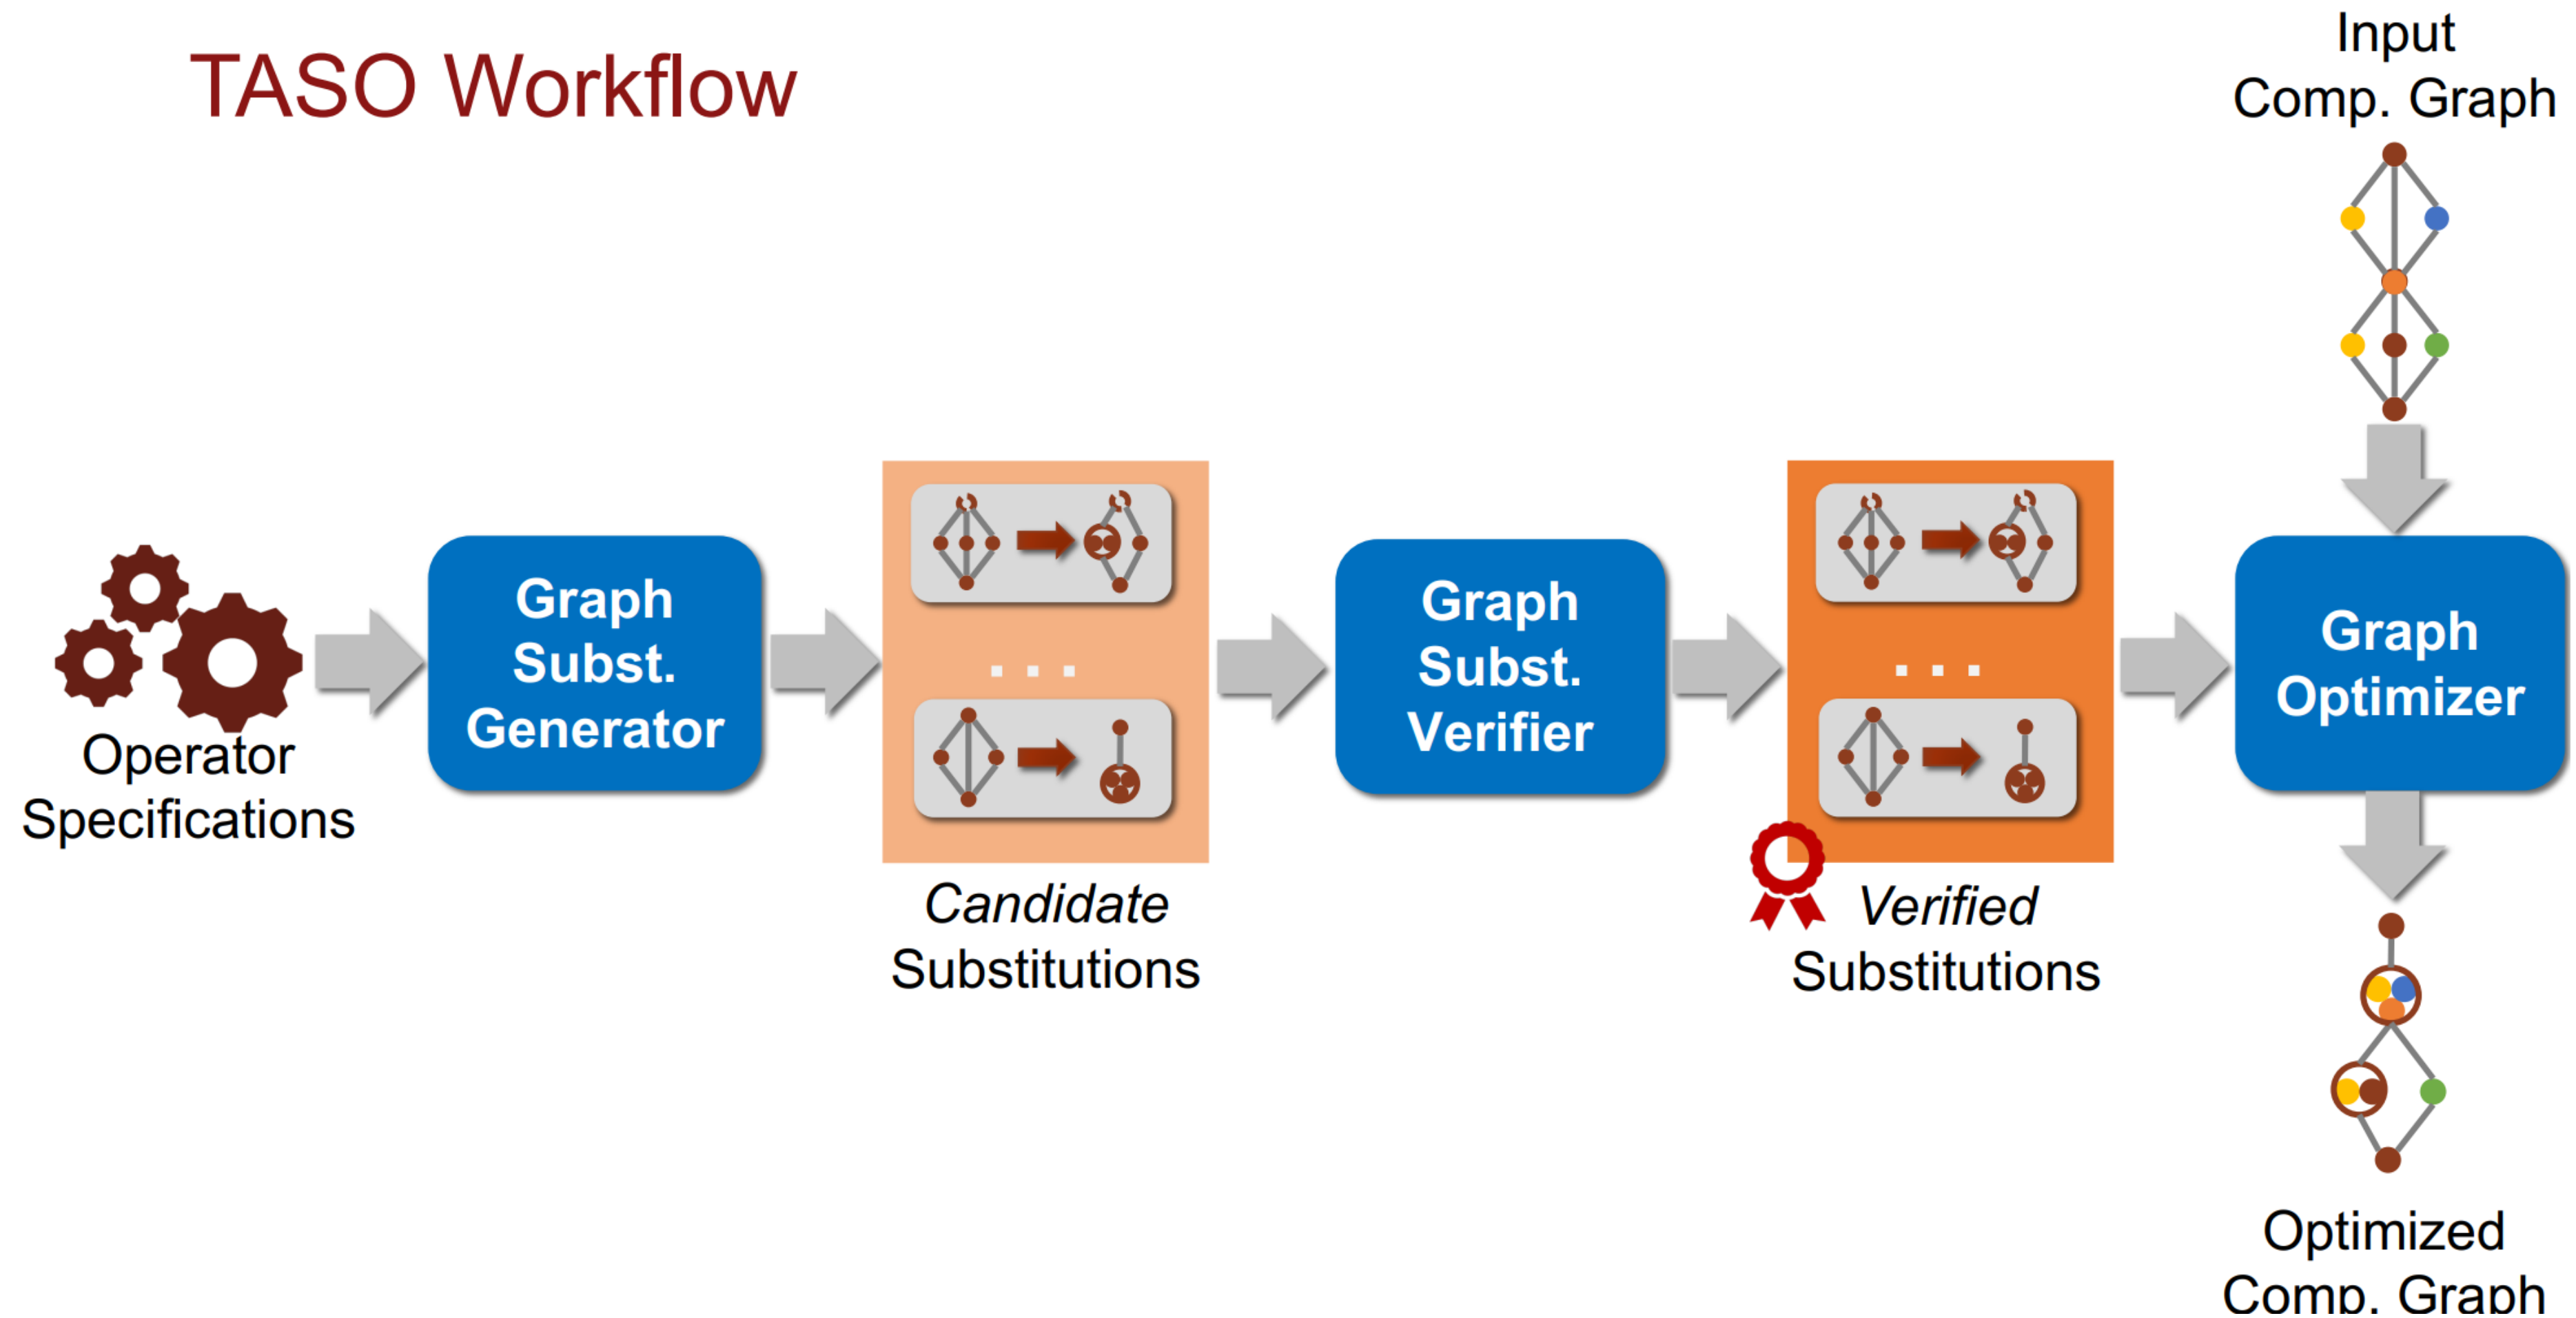 TASO Workflow
Input
Comp. Graph
Operator
Specifications
Graph
Subst.
Generator
. . .
Candidate
Substitutions
Graph
Subst.
Verifier
. . .
Verified
Substitutions
Graph
Optimizer
Optimized
Comp. Graph